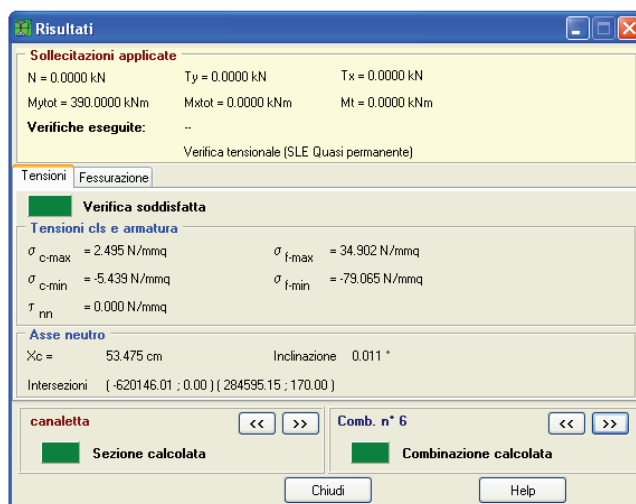 Risultati
Sollecitazioni applicate
N = 0.0000 kN Ty = 0.0000 kN Tx = 0.0000 kN
Mytot = 390.0000 kNm Mxtot = 0.0000 kNm Mt = 0.0000 kNm
Verifiche eseguite: --
Verifica tensionale (SLE Quasi permanente)
Tensioni Fessurazione
Verifica soddisfatta
Tensioni cls e armatura
σ c-max = 2.495 N/mmq σ f-max = 34.902 N/mmq
σ c-min = -5.439 N/mmq σ f-min = -79.065 N/mmq
τ nn = 0.000 N/mmq
Asse neutro
Xc = 53.475 cm Inclinazione 0.011 °
Intersezioni ( -620146.01 ; 0.00 ) ( 284595.15 ; 170.00 )
canaletta << >> Comb. n° 6 << >>
Sezione calcolata Combinazione calcolata
Chiudi Help